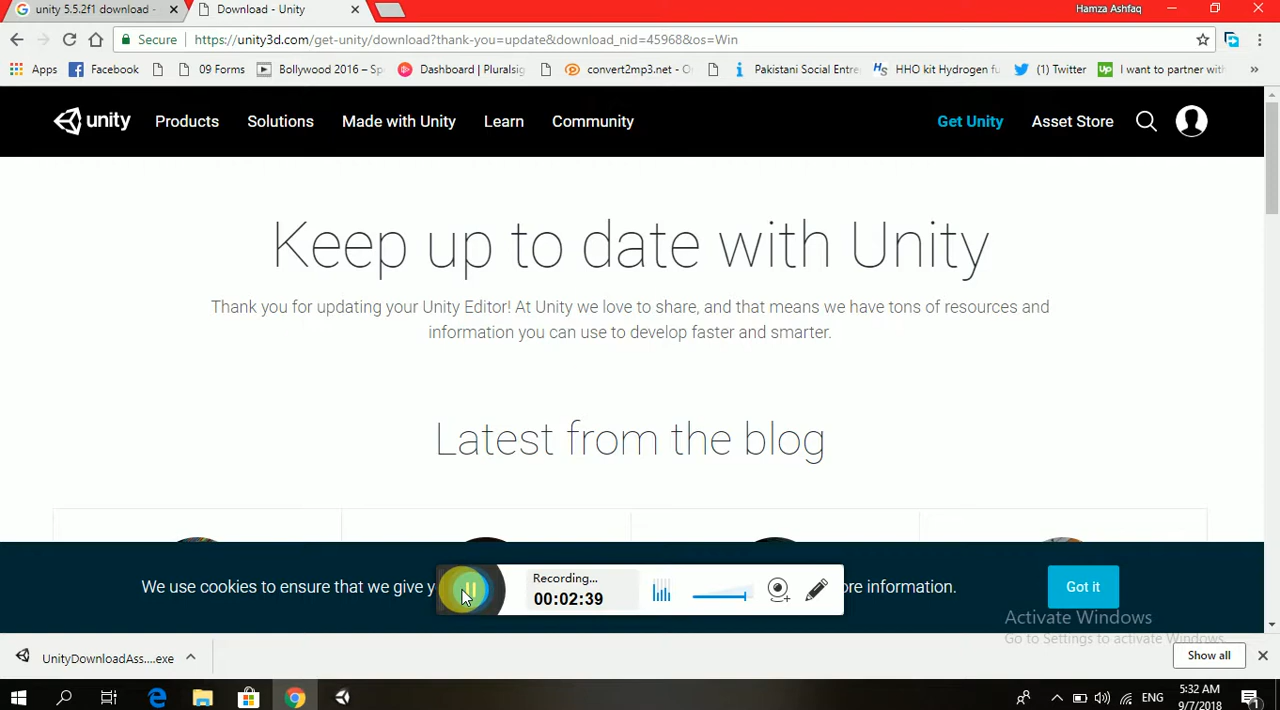 unity 5.5.2f1 download -
Download - Unity
Hamza Ashfaq
Secure
https://unity3d.com/get-unity/download?thank-you=update&download_nid=45968&os=Win
Apps
Facebook
09 Forms
Bollywood 2016 – Sp
Dashboard | Pluralsig
convert2mp3.net - O
Pakistani Social Entre
HHO kit Hydrogen fu
(1) Twitter
I want to partner wit
unity
Products
Solutions
Made with Unity
Learn
Community
Get Unity
Asset Store
Keep up to date with Unity
Thank you for updating your Unity Editor! At Unity we love to share, and that means we have tons of resources and
information you can use to develop faster and smarter.
Latest from the blog
We use cookies to ensure that we give y
Recording...
00:02:39
ore information.
Got it
Activate Windows
Go to Settings to activate Windows.
UnityDownloadAss....exe
Show all
ENG
5:32 AM
9/7/2018
1